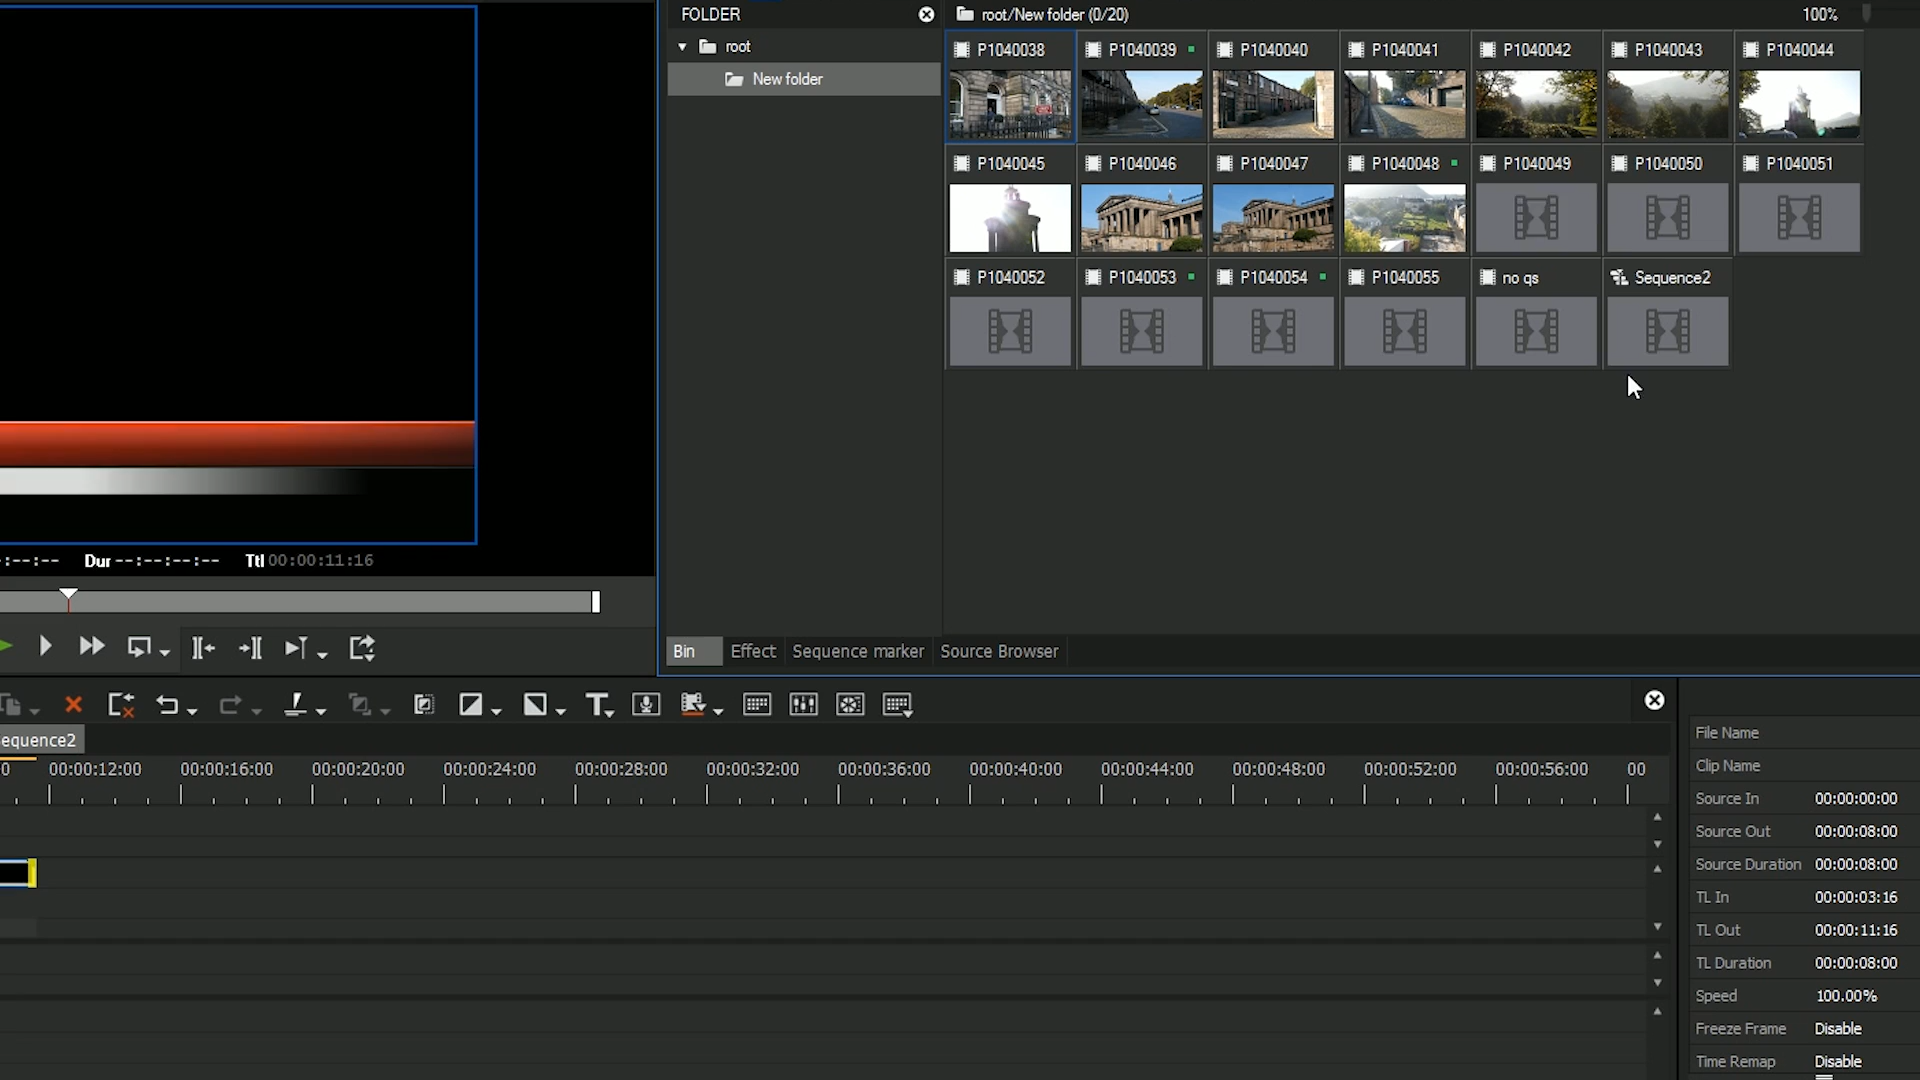 FOLDER
root/New folder (0/20)
100%
root
New folder
P1040038
P1040039
P1040040
P1040041
P1040042
P1040043
P1040044
P1040045
P1040046
P1040047
P1040048
P1040049
P1040050
P1040051
P1040052
P1040053
P1040054
P1040055
no qs
Sequence2
:--:-- Dur --:--:--:-- Ttl 00:00:11:16
Bin
Effect
Sequence marker
Source Browser
equence2
0 00:00:12:00 00:00:16:00 00:00:20:00 00:00:24:00 00:00:28:00 00:00:32:00 00:00:36:00 00:00:40:00 00:00:44:00 00:00:48:00 00:00:52:00 00:00:56:00 00
File Name
Clip Name
Source In 00:00:00:00
Source Out 00:00:08:00
Source Duration 00:00:08:00
TL In 00:00:03:16
TL Out 00:00:11:16
TL Duration 00:00:08:00
Speed 100.00%
Freeze Frame Disable
Time Remap Disable